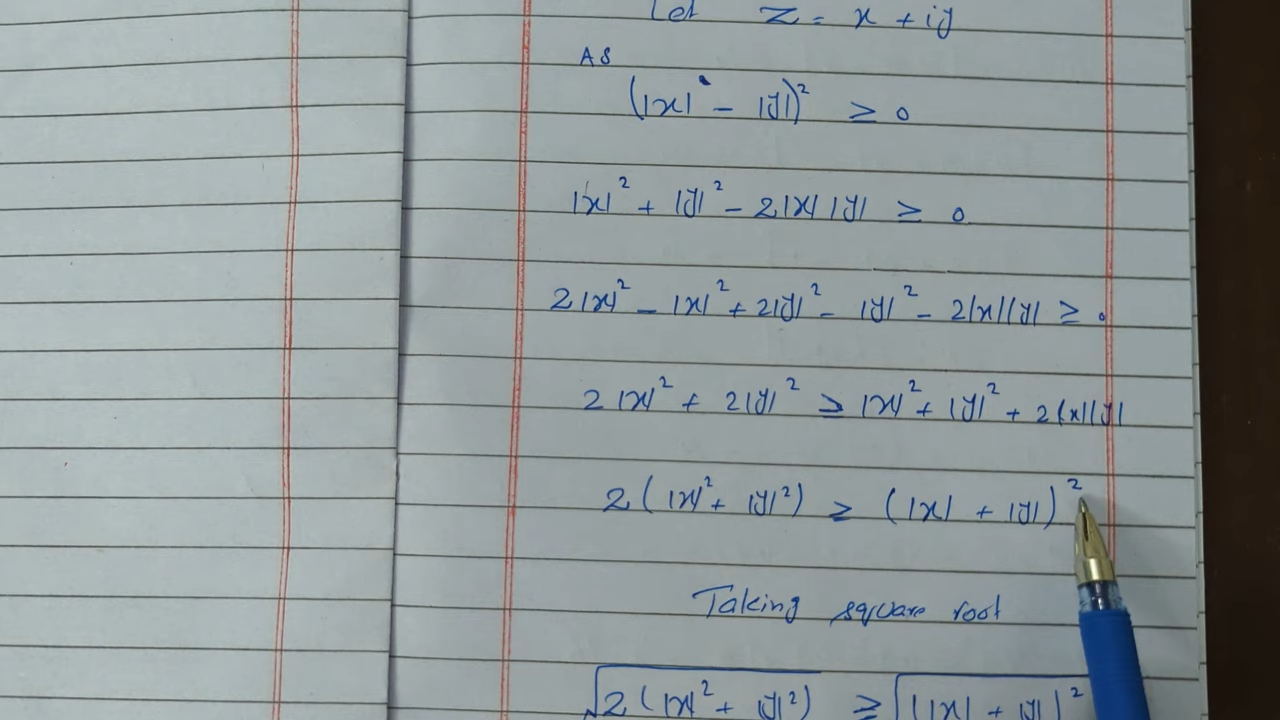 Let z = x + iy
As
(|x| - |y|)² ≥ 0
|x|² + |y|² - 2|x||y| ≥ 0
2|x|² - |x|² + 2|y|² - |y|² - 2|x||y| ≥ 0
2|x|² + 2|y|² ≥ |x|² + |y|² + 2|x||y|
2(|x|² + |y|²) ≥ (|x| + |y|)²
Taking square root
√2(|x|² + |y|²) ≥ √(|x| + |y|)²